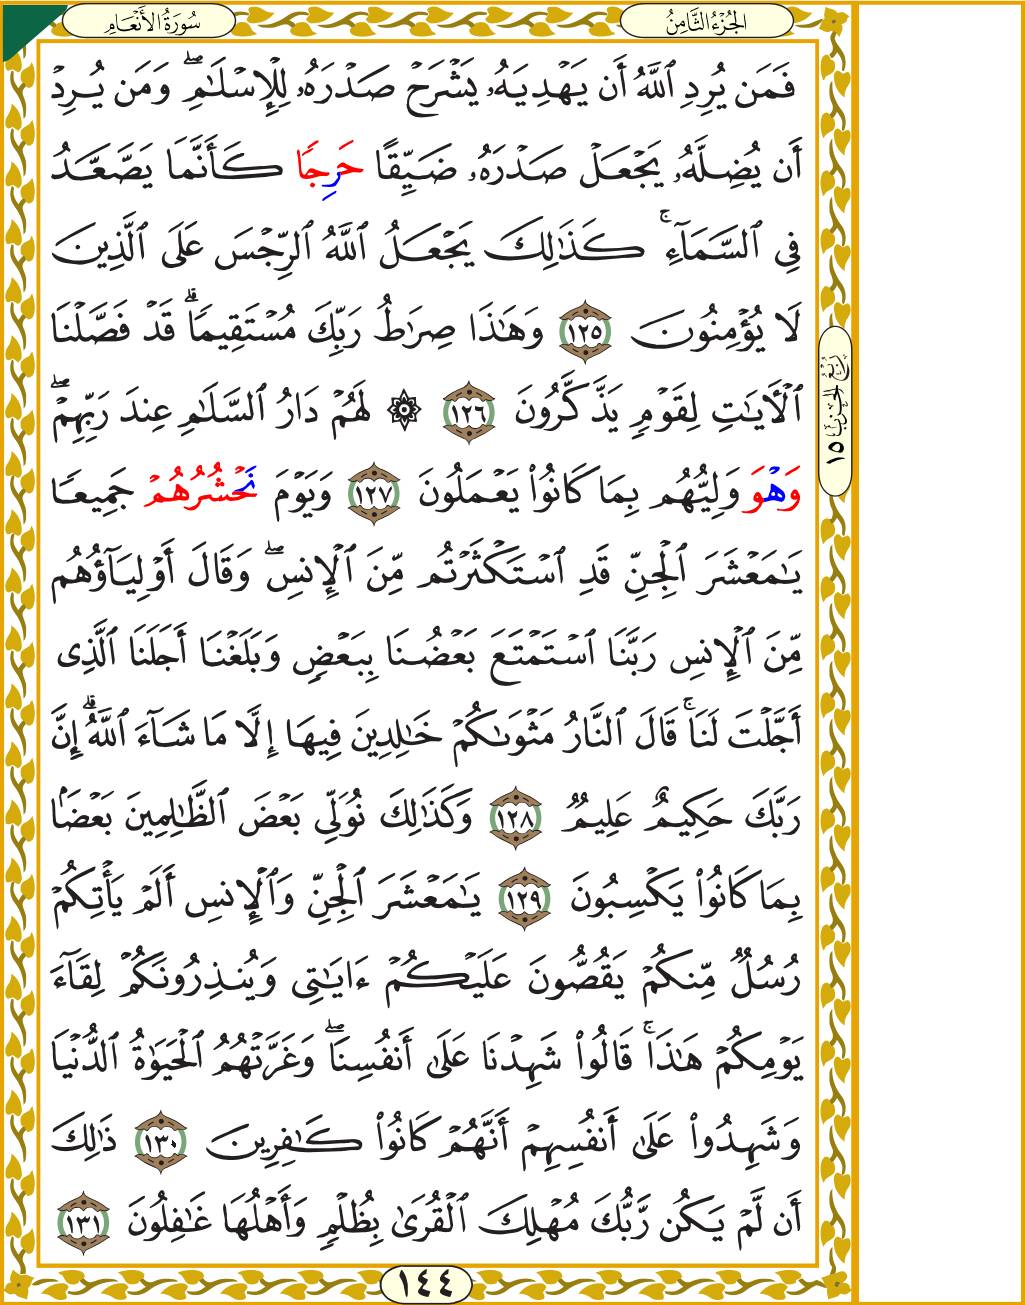 سُورَةُ الأَنْعَامِ
الجُزْءُ الثَّامِنُ
فَمَن يُرِدِ ٱللَّهُ أَن يَهْدِيَهُۥ يَشْرَحْ صَدْرَهُۥ لِلْإِسْلَٰمِ ۖ وَمَن يُرِدْ
أَن يُضِلَّهُۥ يَجْعَلْ صَدْرَهُۥ ضَيِّقًا حَرِجًا كَأَنَّمَا يَصَّعَّدُ
فِى ٱلسَّمَآءِ ۚ كَذَٰلِكَ يَجْعَلُ ٱللَّهُ ٱلرِّجْسَ عَلَى ٱلَّذِينَ
لَا يُؤْمِنُونَ ١٢٥ وَهَٰذَا صِرَٰطُ رَبِّكَ مُسْتَقِيمًا ۗ قَدْ فَصَّلْنَا
ٱلْءَايَٰتِ لِقَوْمٍ يَذَّكَّرُونَ ١٢٦ ۞ لَهُمْ دَارُ ٱلسَّلَٰمِ عِندَ رَبِّهِمْ ۖ
وَهْوَ وَلِيُّهُم بِمَا كَانُوا۟ يَعْمَلُونَ ١٢٧ وَيَوْمَ نَحْشُرُهُمْ جَمِيعًا
يَٰمَعْشَرَ ٱلْجِنِّ قَدِ ٱسْتَكْثَرْتُم مِّنَ ٱلْإِنسِ ۖ وَقَالَ أَوْلِيَآؤُهُم
مِّنَ ٱلْإِنسِ رَبَّنَا ٱسْتَمْتَعَ بَعْضُنَا بِبَعْضٍ وَبَلَغْنَا أَجَلَنَا ٱلَّذِى
أَجَّلْتَ لَنَا ۚ قَالَ ٱلنَّارُ مَثْوَىٰكُمْ خَٰلِدِينَ فِيهَا إِلَّا مَا شَآءَ ٱللَّهُ ۗ إِنَّ
رَبَّكَ حَكِيمٌ عَلِيمٌ ١٢٨ وَكَذَٰلِكَ نُوَلِّى بَعْضَ ٱلظَّٰلِمِينَ بَعْضًۢا
بِمَا كَانُوا۟ يَكْسِبُونَ ١٢٩ يَٰمَعْشَرَ ٱلْجِنِّ وَٱلْإِنسِ أَلَمْ يَأْتِكُمْ
رُسُلٌ مِّنكُمْ يَقُصُّونَ عَلَيْكُمْ ءَايَٰتِى وَيُنذِرُونَكُمْ لِقَآءَ
يَوْمِكُمْ هَٰذَا ۚ قَالُوا۟ شَهِدْنَا عَلَىٰ أَنفُسِنَا ۖ وَغَرَّتْهُمُ ٱلْحَيَوٰةُ ٱلدُّنْيَا
وَشَهِدُوا۟ عَلَىٰ أَنفُسِهِمْ أَنَّهُمْ كَانُوا۟ كَٰفِرِينَ ١٣٠ ذَٰلِكَ
أَن لَّمْ يَكُن رَّبُّكَ مُهْلِكَ ٱلْقُرَىٰ بِظُلْمٍ وَأَهْلُهَا غَٰفِلُونَ ١٣١
رُبْعُ الحِزْبِ ١٥
١٤٤